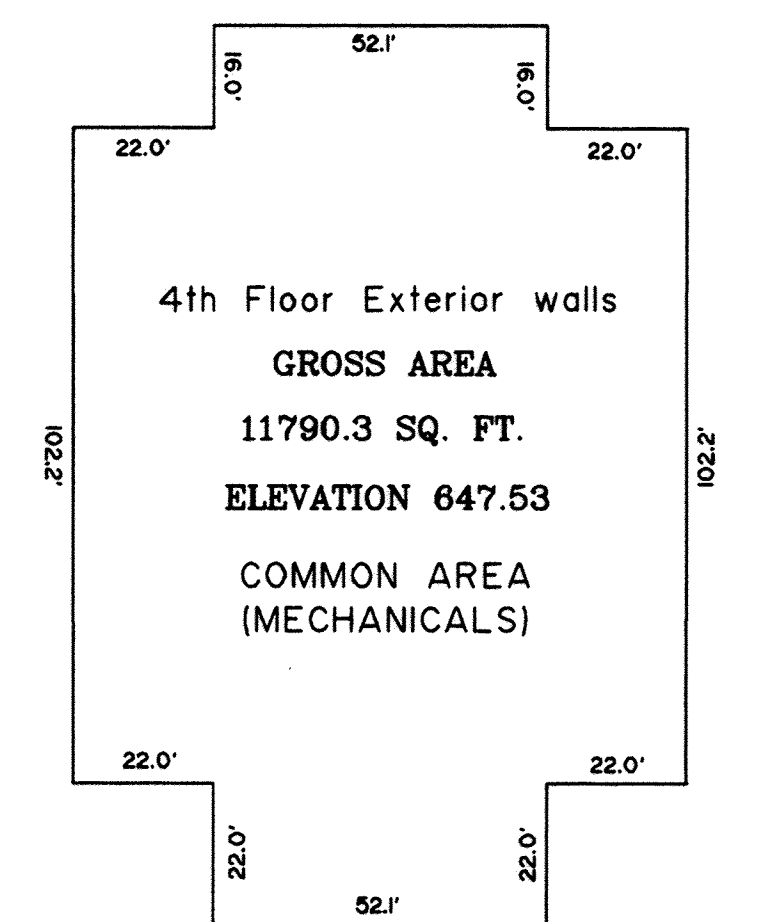 52.1'
16.0'
16.0'
22.0'
22.0'
4th Floor Exterior walls
GROSS AREA
11790.3 SQ. FT.
102.2'
102.2'
ELEVATION 647.53
COMMON AREA
(MECHANICALS)
22.0'
22.0'
22.0'
22.0'
52.1'